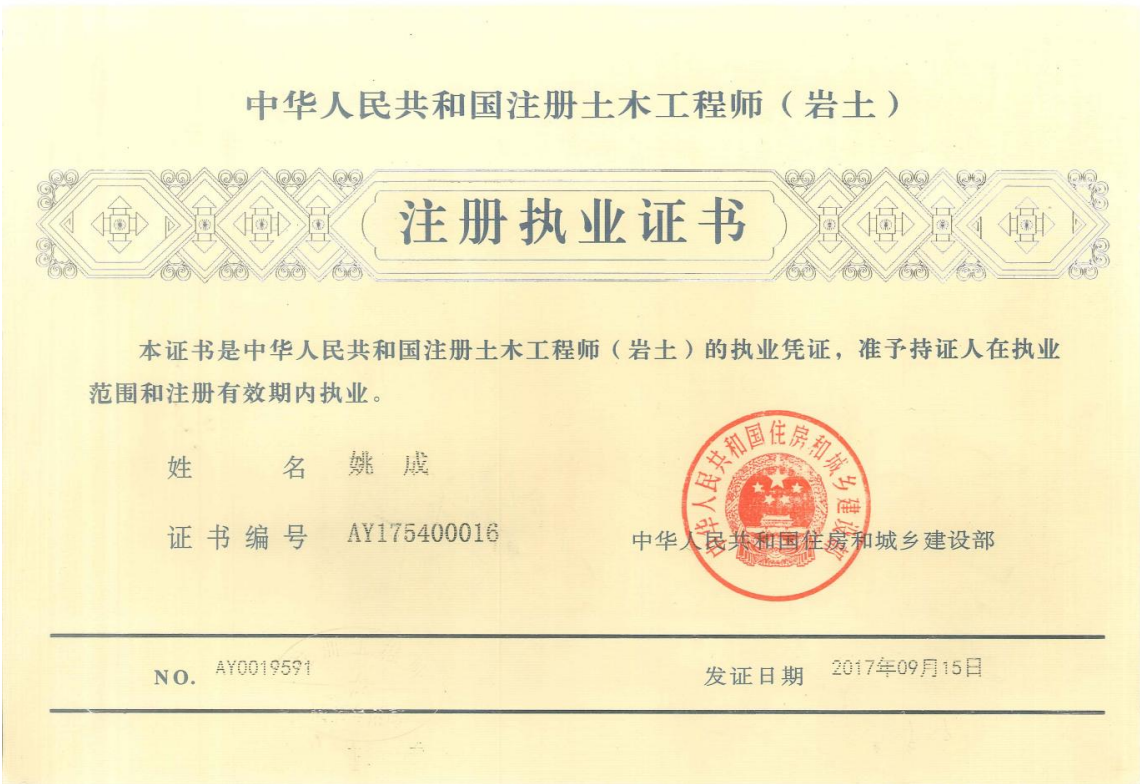 中华人民共和国注册土木工程师（岩土）
注册执业证书
本证书是中华人民共和国注册土木工程师（岩土）的执业凭证，准予持证人在执业
范围和注册有效期内执业。
姓 名 姚 成
证书编号 AY175400016
中华人民共和国住房和城乡建设部
中华人民共和国住房和城乡建设部
NO. AY0019591
发证日期 2017年09月15日